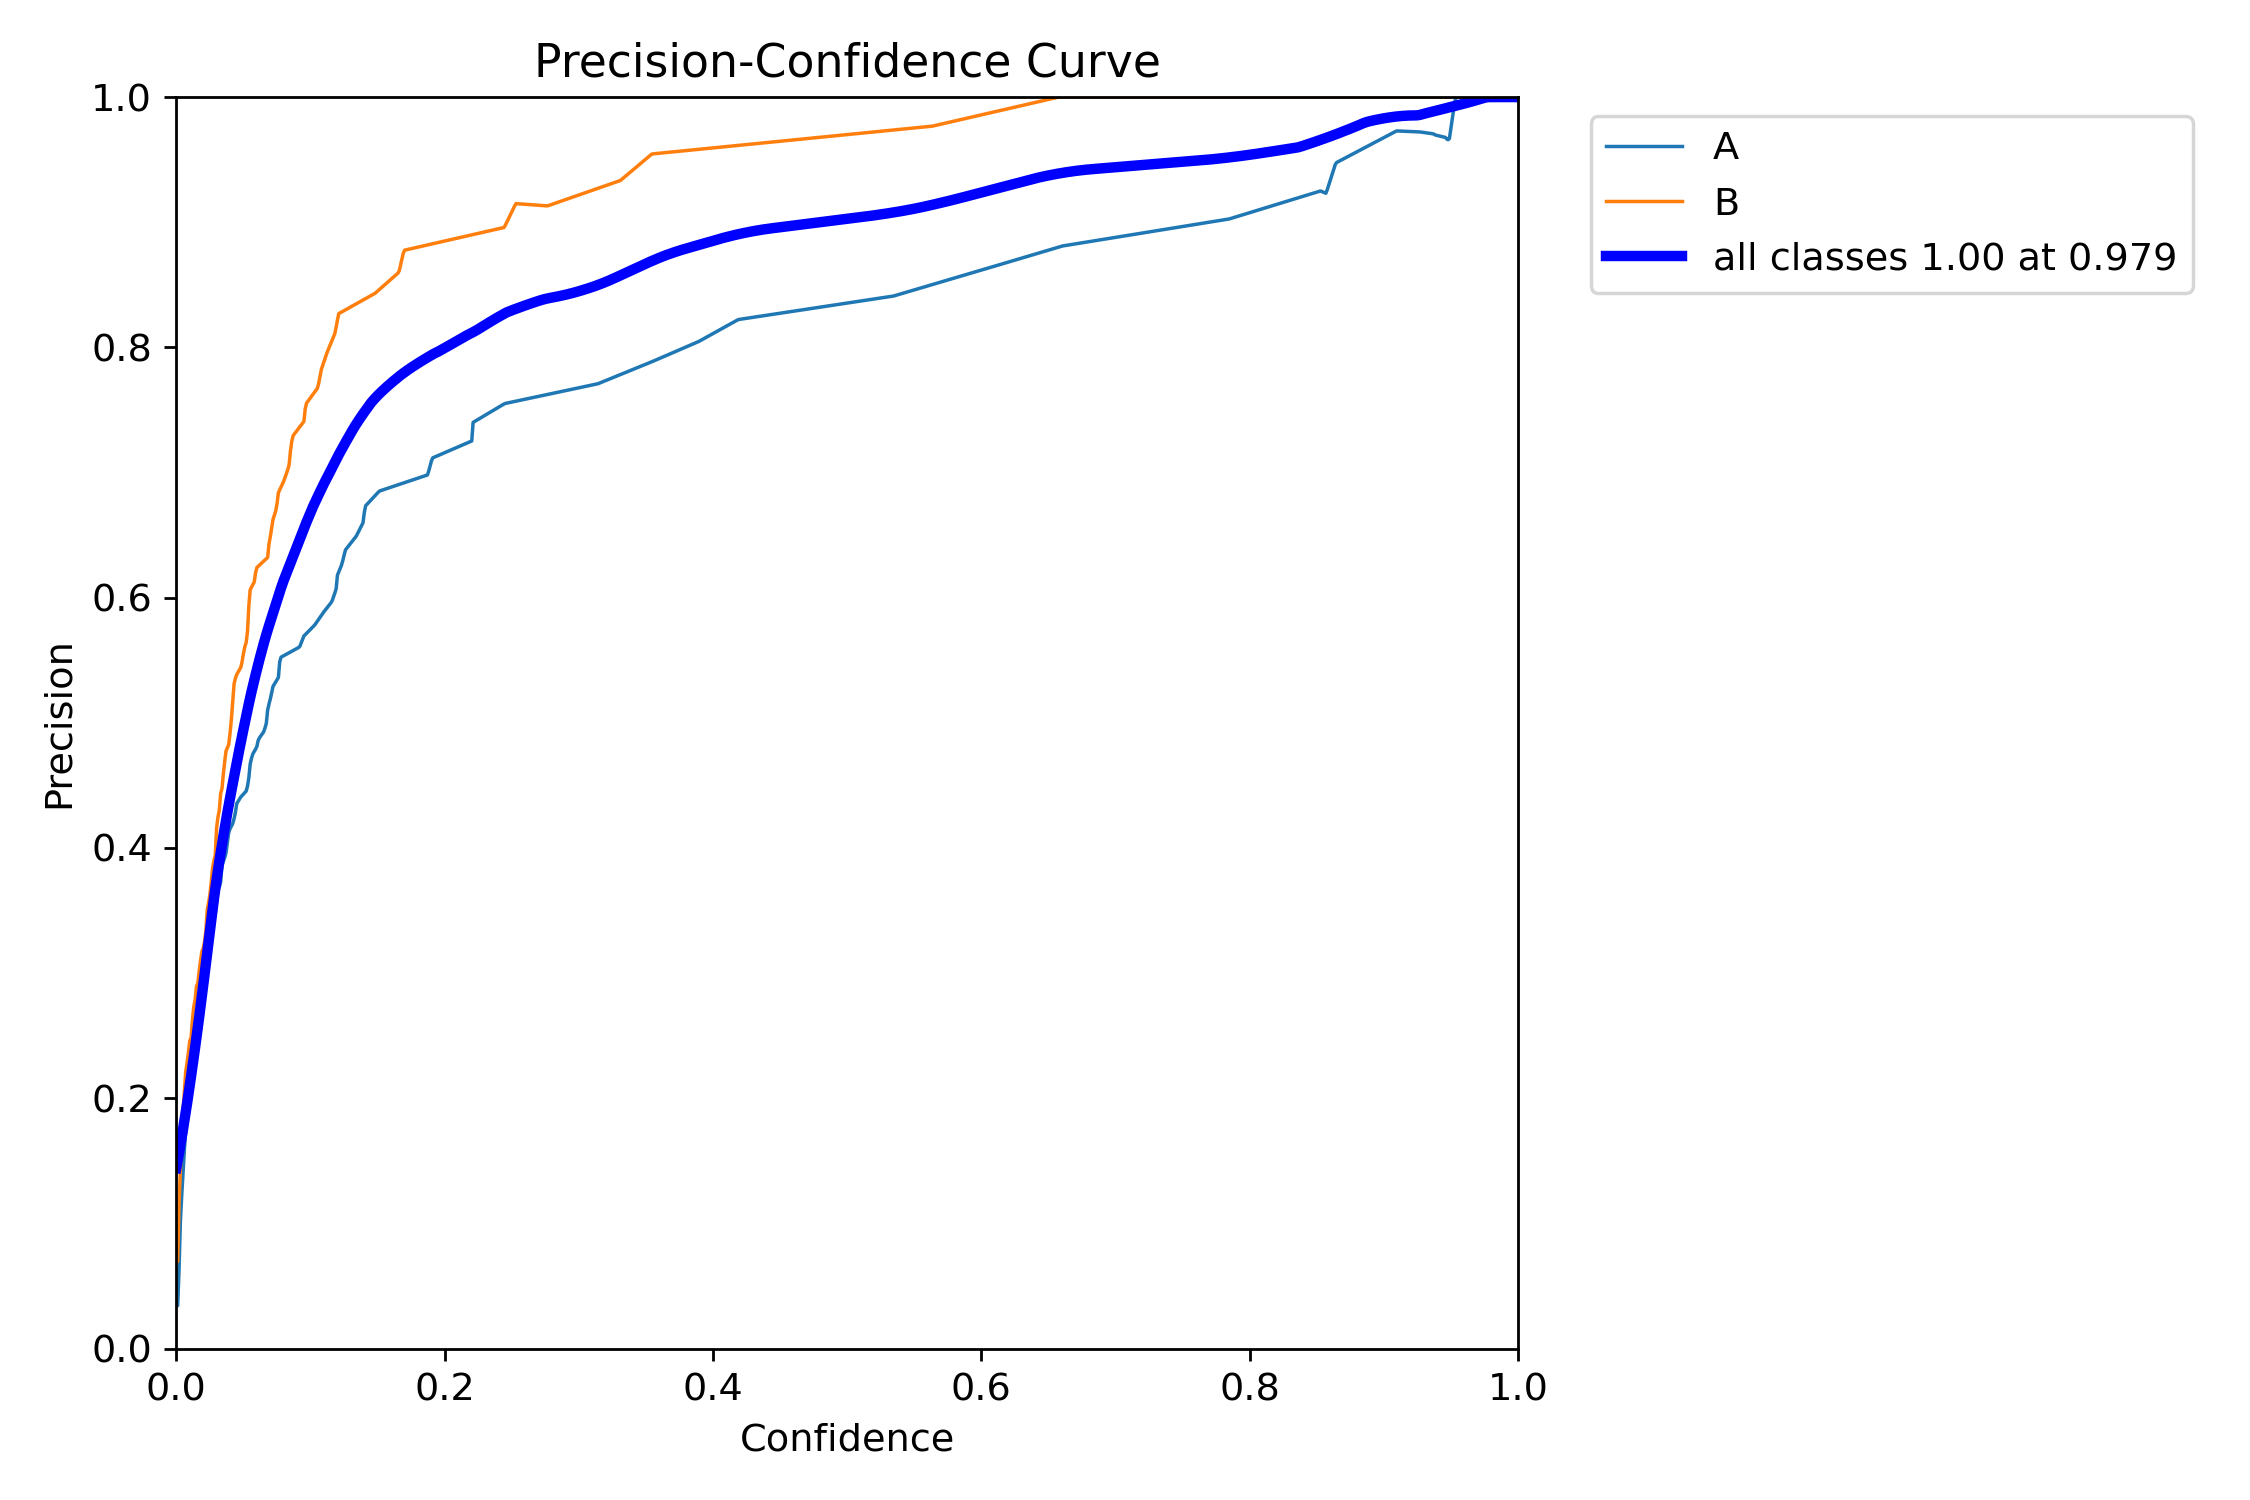 Precision-Confidence Curve
A
B
all classes 1.00 at 0.979
Precision
1.0
0.8
0.6
0.4
0.2
0.0
0.0 0.2 0.4 0.6 0.8 1.0
Confidence